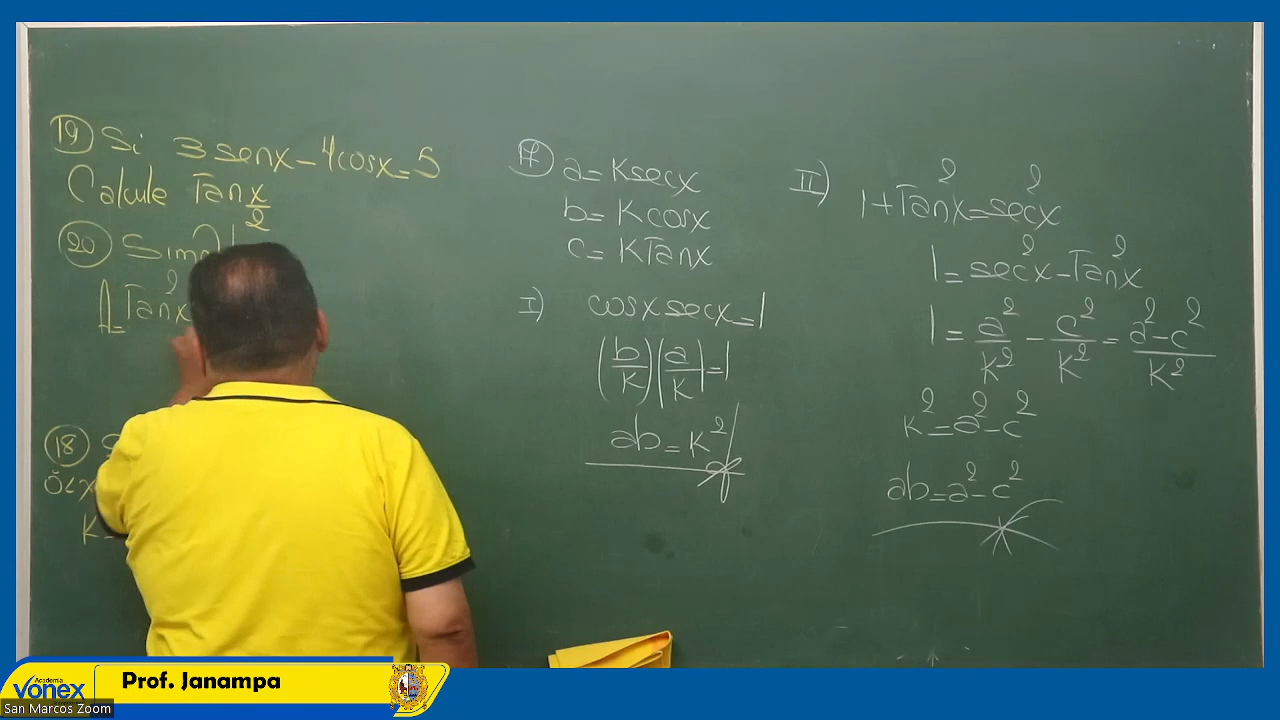 19 Si 3senx - 4cosx = 5
Calcule Tan x/2
20
A = Tan²x
18
0<x
K=
17 a = Ksecx
b = Kcosx
c = KTanx
I) cosx secx = 1
(b/K)(a/K) = 1
ab = K²
II) 1 + Tan²x = sec²x
1 = sec²x - Tan²x
1 = a²/K² - c²/K² = a² - c²/K²
K² = a² - c²
ab = a² - c²
Academia
vonex
Prof. Janampa
San Marcos Zoom